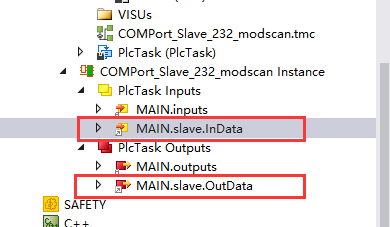 VISUs
COMPort_Slave_232_modscan.tmc
PlcTask (PlcTask)
COMPort_Slave_232_modscan Instance
PlcTask Inputs
MAIN.inputs
MAIN.slave.InData
PlcTask Outputs
MAIN.outputs
MAIN.slave.OutData
SAFETY
C++